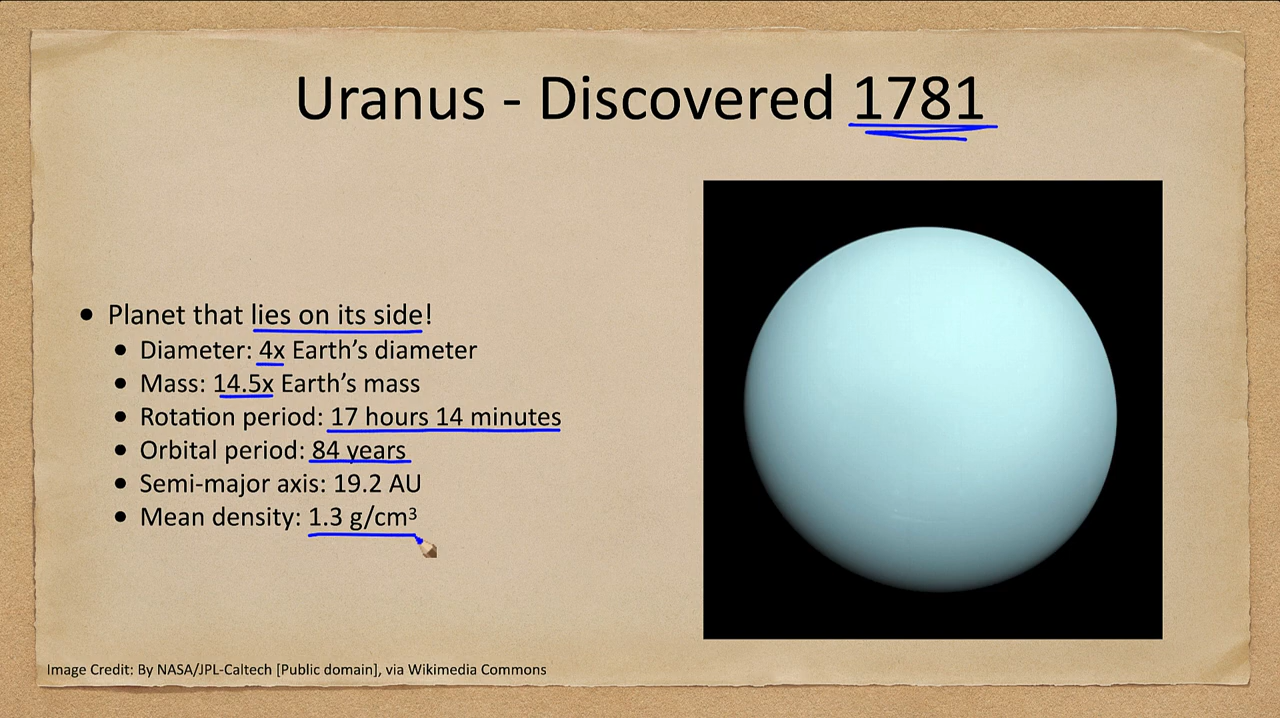 Uranus - Discovered 1781
• Planet that lies on its side!
• Diameter: 4x Earth’s diameter
• Mass: 14.5x Earth’s mass
• Rotation period: 17 hours 14 minutes
• Orbital period: 84 years
• Semi-major axis: 19.2 AU
• Mean density: 1.3 g/cm³
Image Credit: By NASA/JPL-Caltech [Public domain], via Wikimedia Commons